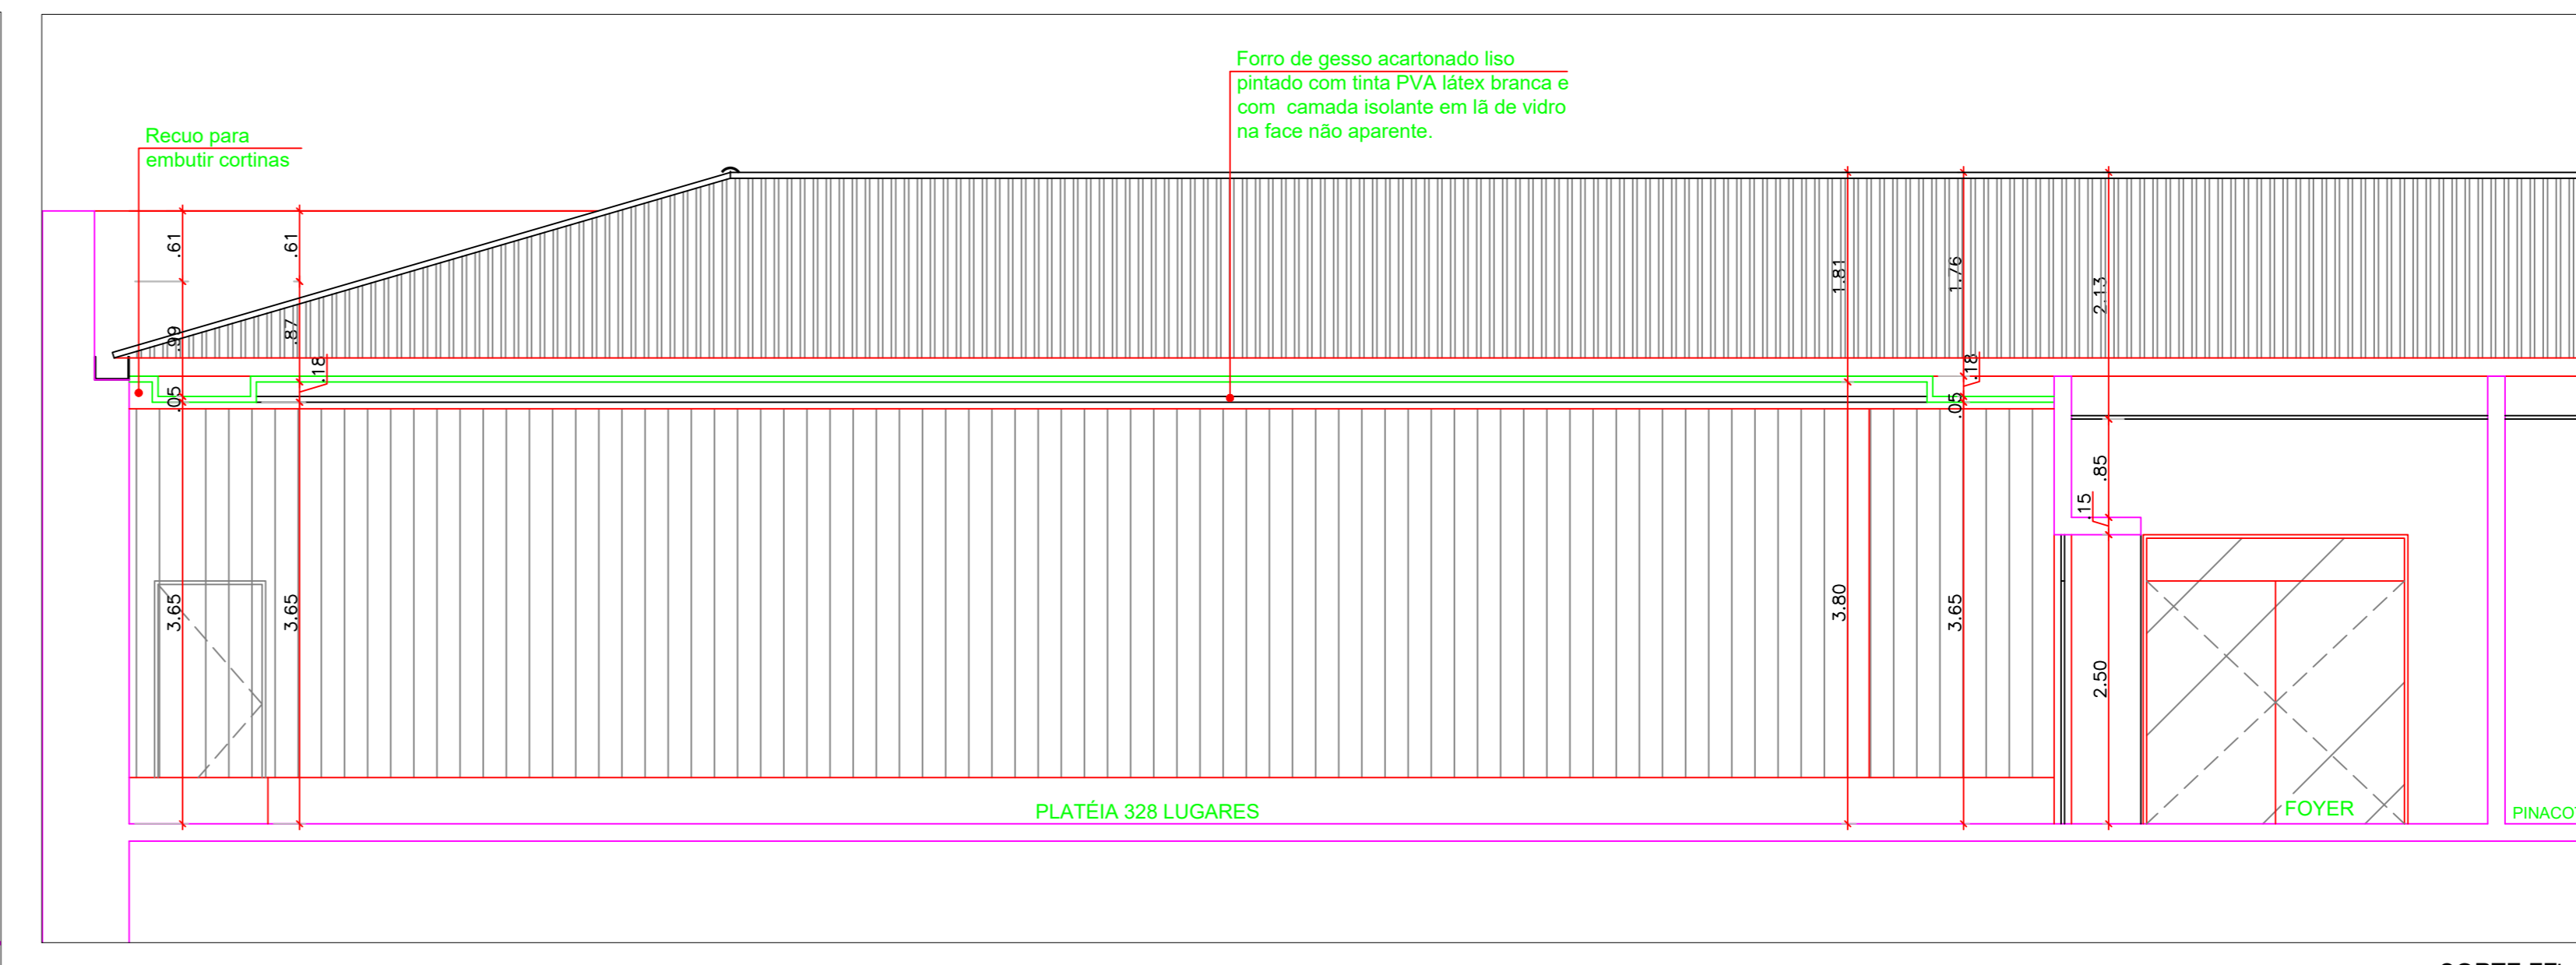 Forro de gesso acartonado liso
pintado com tinta PVA látex branca e
com camada isolante em lã de vidro
na face não aparente.
Recuo para
embutir cortinas
.61
.61
1.81
1.76
2.13
.99
.87
.18
.18
.05
.05
.85
.15
3.65
3.65
3.80
3.65
2.50
PLATÉIA 328 LUGARES
FOYER